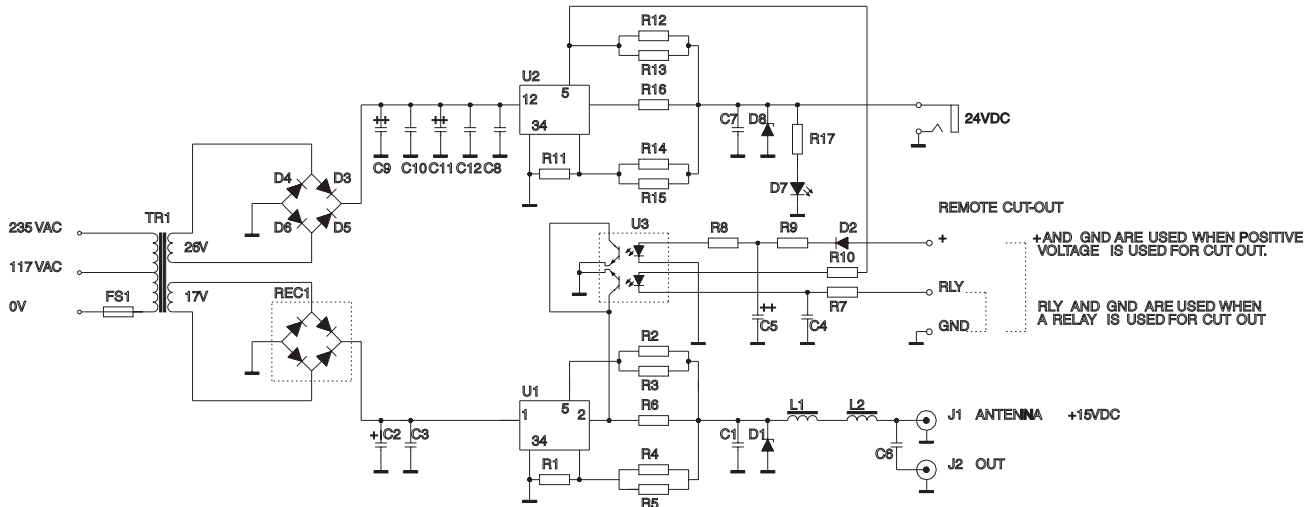 R12
R13
U2
5
12
34
R16
R11
R14
R15
++
++
C9
C10
C11
C12
C8
C7
D8
R17
D7
24VDC
D4
D3
D6
D5
TR1
26V
17V
235 VAC
117 VAC
0V
FS1
REC1
U3
R8
R9
D2
R10
R7
++
C5
C4
REMOTE CUT-OUT
+
RLY
GND
+AND GND ARE USED WHEN POSITIVE
VOLTAGE IS USED FOR CUT OUT.
RLY AND GND ARE USED WHEN
A RELAY IS USED FOR CUT OUT
R2
R3
U1
5
1
2
34
R6
R1
R4
R5
+
C2
C3
C1
D1
L1
L2
C6
J1 ANTENNA +15VDC
J2 OUT